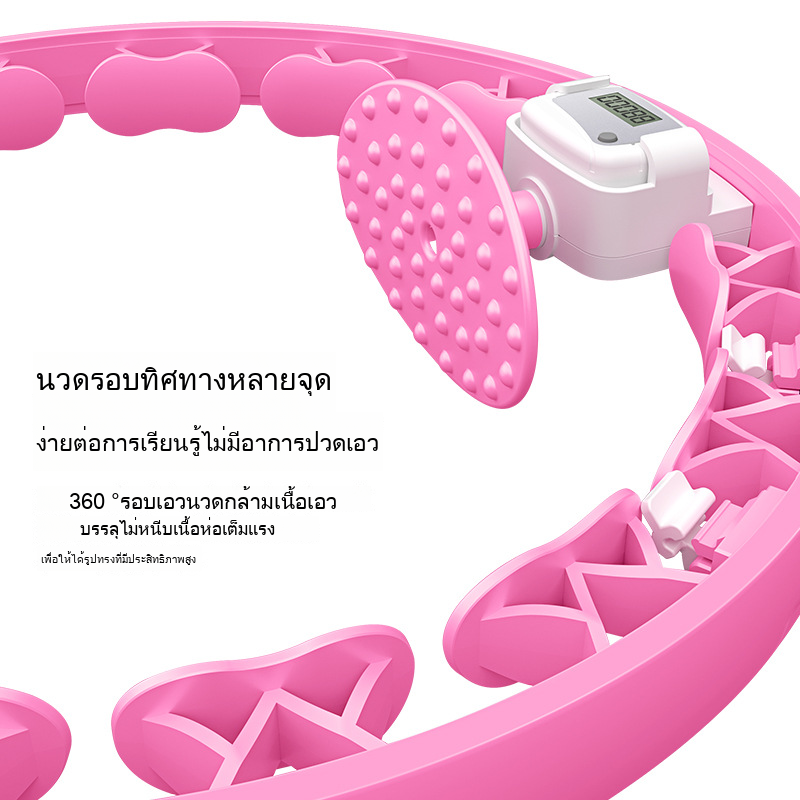 00089
นวดรอบทิศทางหลายจุด
ง่ายต่อการเรียนรู้ไม่มีอาการปวดเอว
360 °รอบเอวนวดกล้ามเนื้อเอว
บรรลุไม่หนีบเนื้อห่อเต็มแรง
เพื่อให้ได้รูปทรงที่มีประสิทธิภาพสูง